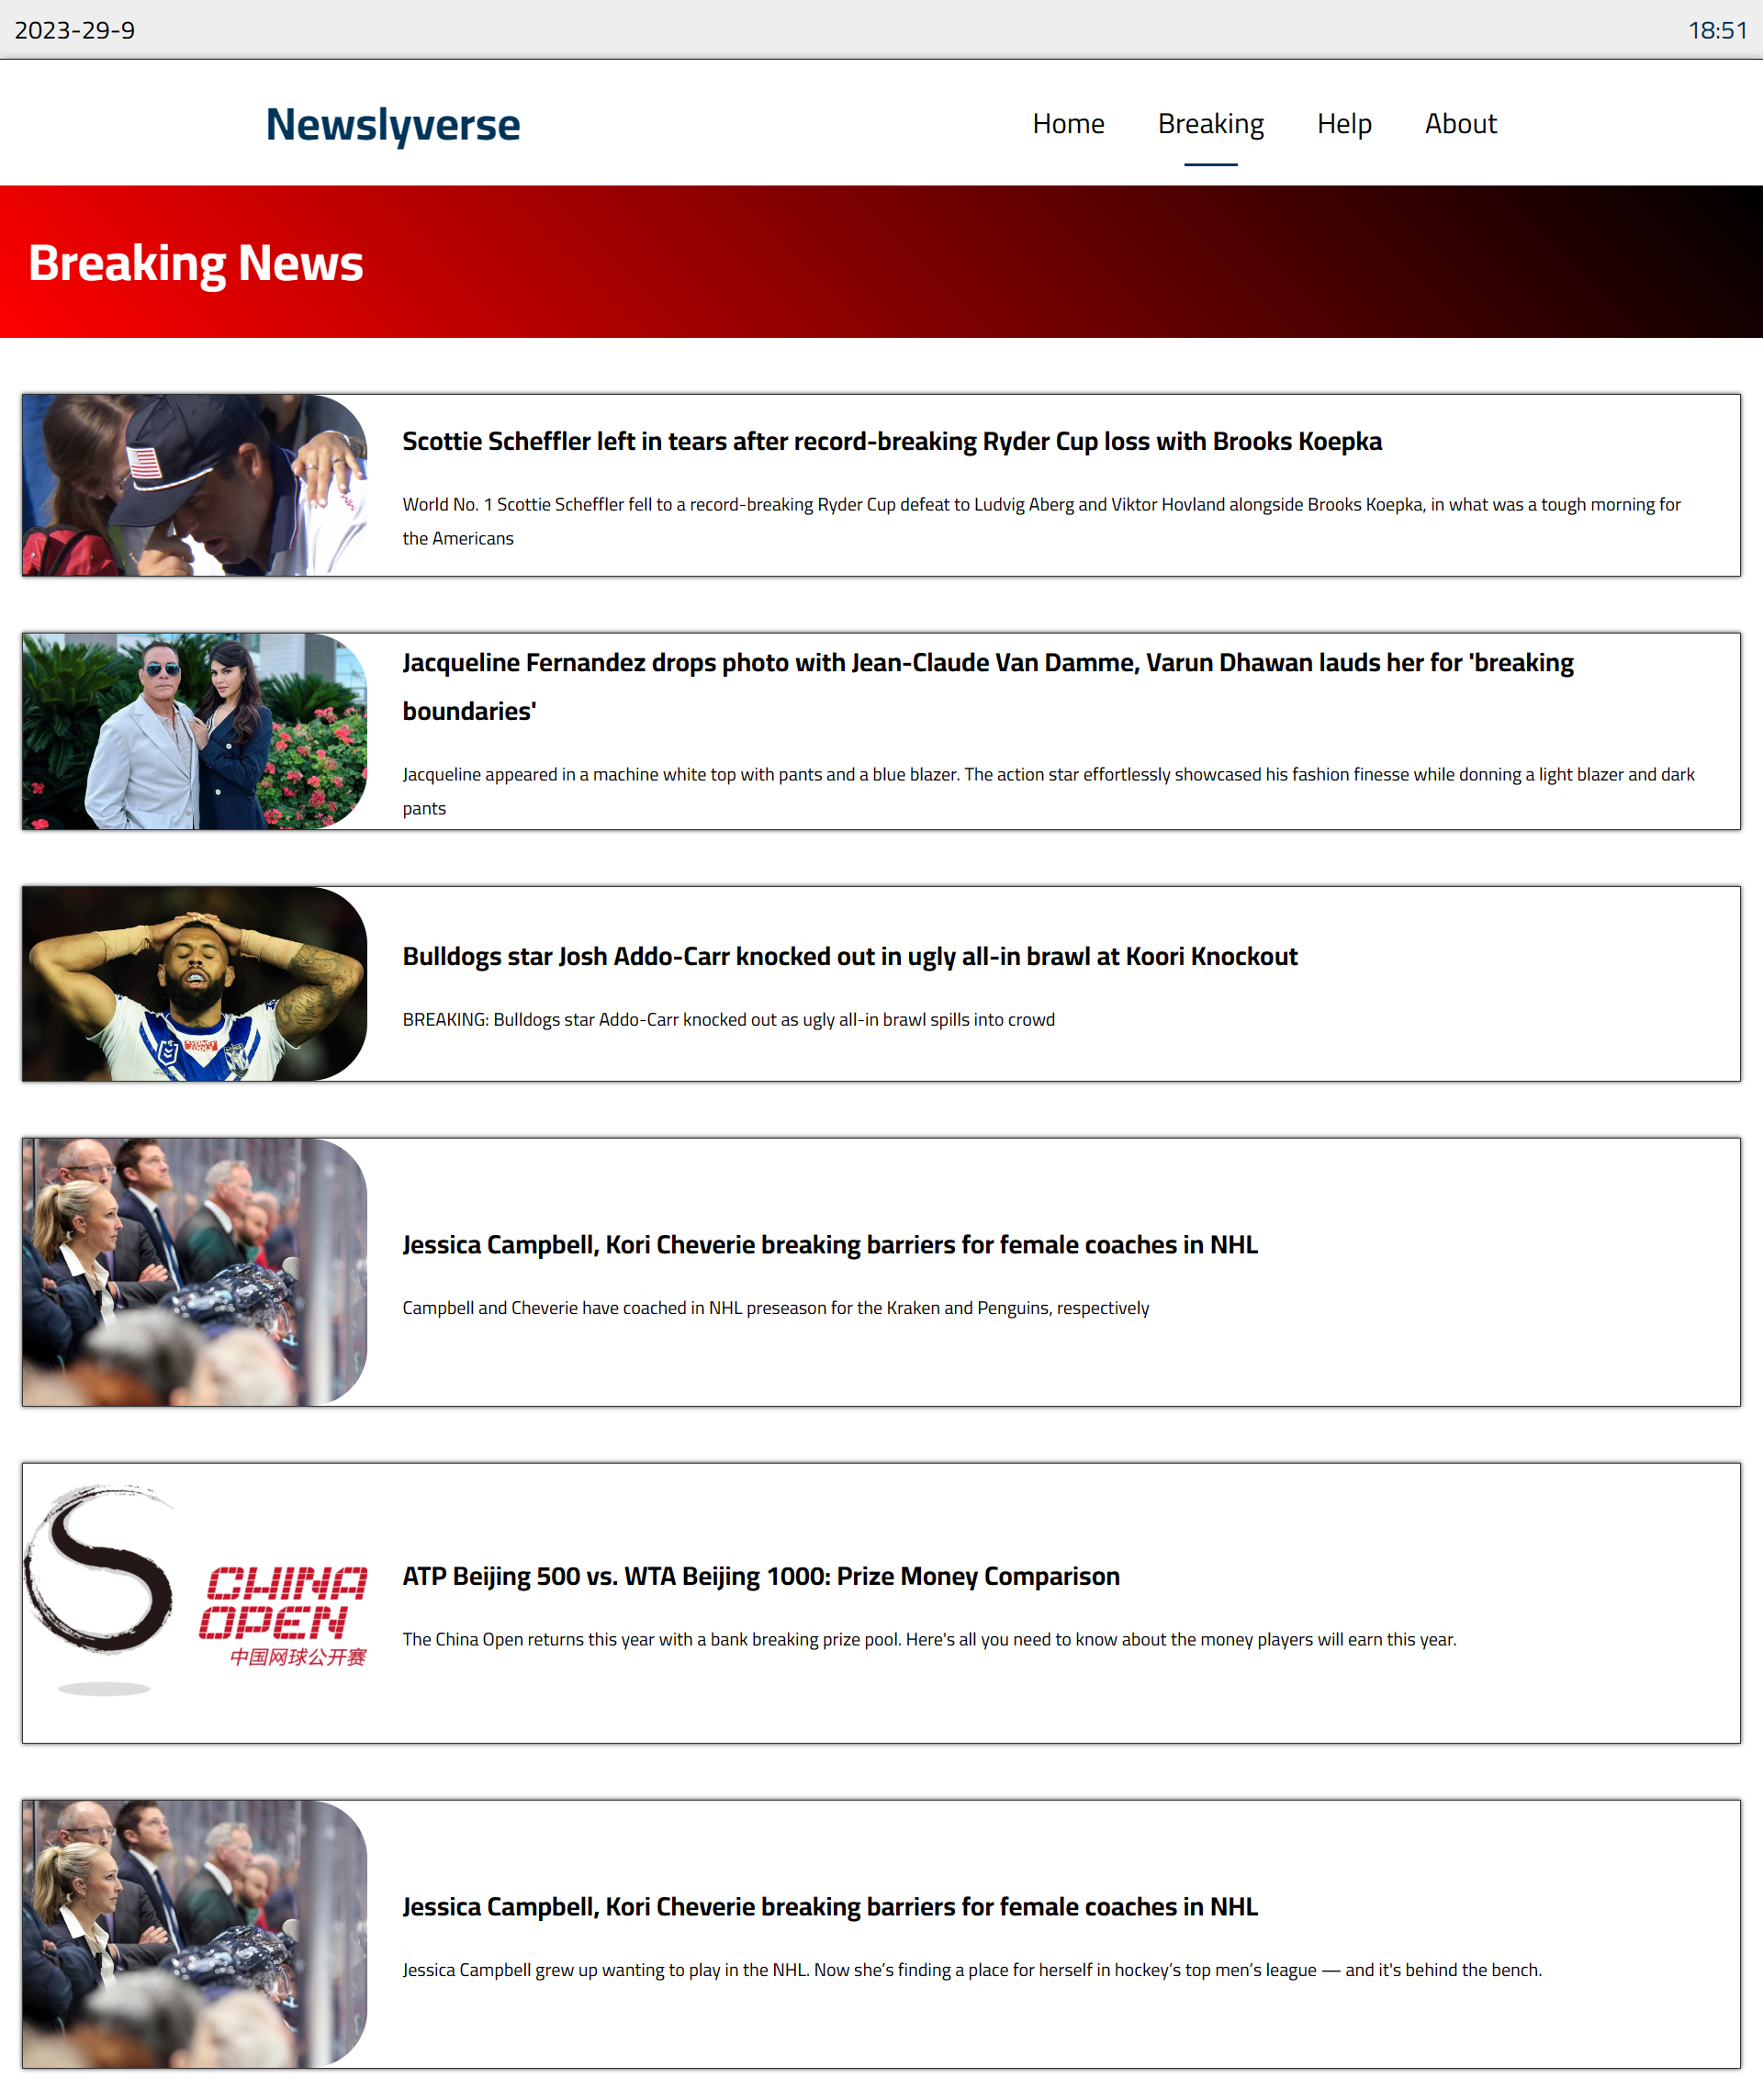 2023-29-9
18:51
Newslyverse
Home Breaking Help About
Breaking News
Scottie Scheffler left in tears after record-breaking Ryder Cup loss with Brooks Koepka
World No. 1 Scottie Scheffler fell to a record-breaking Ryder Cup defeat to Ludvig Aberg and Viktor Hovland alongside Brooks Koepka, in what was a tough morning for
the Americans
Jacqueline Fernandez drops photo with Jean-Claude Van Damme, Varun Dhawan lauds her for 'breaking
boundaries'
Jacqueline appeared in a machine white top with pants and a blue blazer. The action star effortlessly showcased his fashion finesse while donning a light blazer and dark
pants
Bulldogs star Josh Addo-Carr knocked out in ugly all-in brawl at Koori Knockout
BREAKING: Bulldogs star Addo-Carr knocked out as ugly all-in brawl spills into crowd
Jessica Campbell, Kori Cheverie breaking barriers for female coaches in NHL
Campbell and Cheverie have coached in NHL preseason for the Kraken and Penguins, respectively
CHINA
OPEN
中国网球公开赛
ATP Beijing 500 vs. WTA Beijing 1000: Prize Money Comparison
The China Open returns this year with a bank breaking prize pool. Here's all you need to know about the money players will earn this year.
Jessica Campbell, Kori Cheverie breaking barriers for female coaches in NHL
Jessica Campbell grew up wanting to play in the NHL. Now she’s finding a place for herself in hockey’s top men’s league — and it's behind the bench.